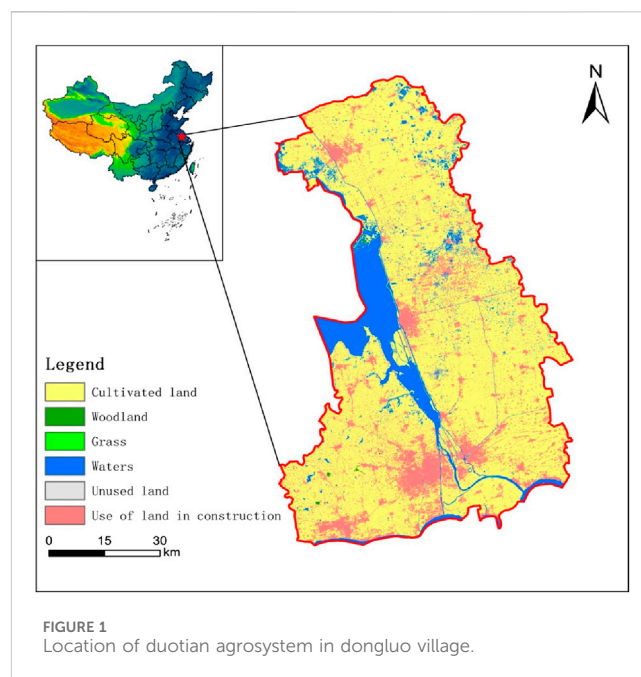 N
Legend
Cultivated land
Woodland
Grass
Waters
Unused land
Use of land in construction
0 15 30
km
FIGURE 1
Location of duotian agrosystem in dongluo village.